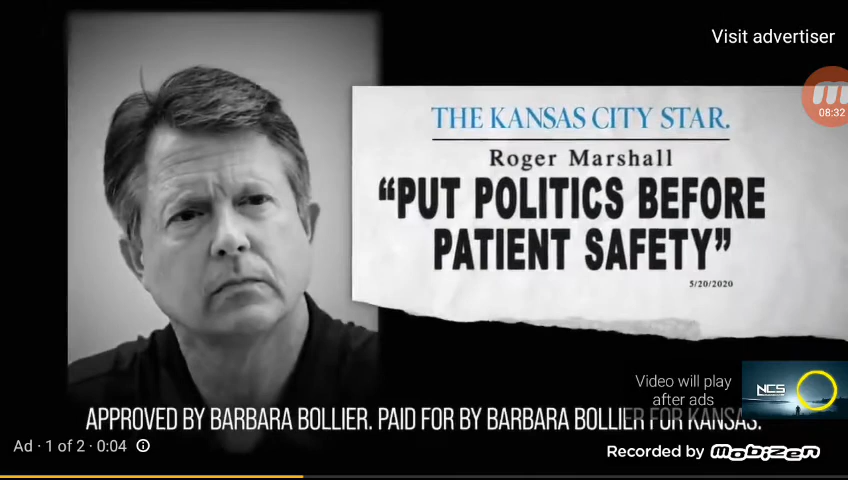 Visit advertiser
08:32
THE KANSAS CITY STAR.
Roger Marshall
“PUT POLITICS BEFORE
PATIENT SAFETY”
5/20/2020
Video will play
after ads
NCS
APPROVED BY BARBARA BOLLIER. PAID FOR BY BARBARA BOLLIER FOR KANSAS.
Ad · 1 of 2 · 0:04
Recorded by mobizen